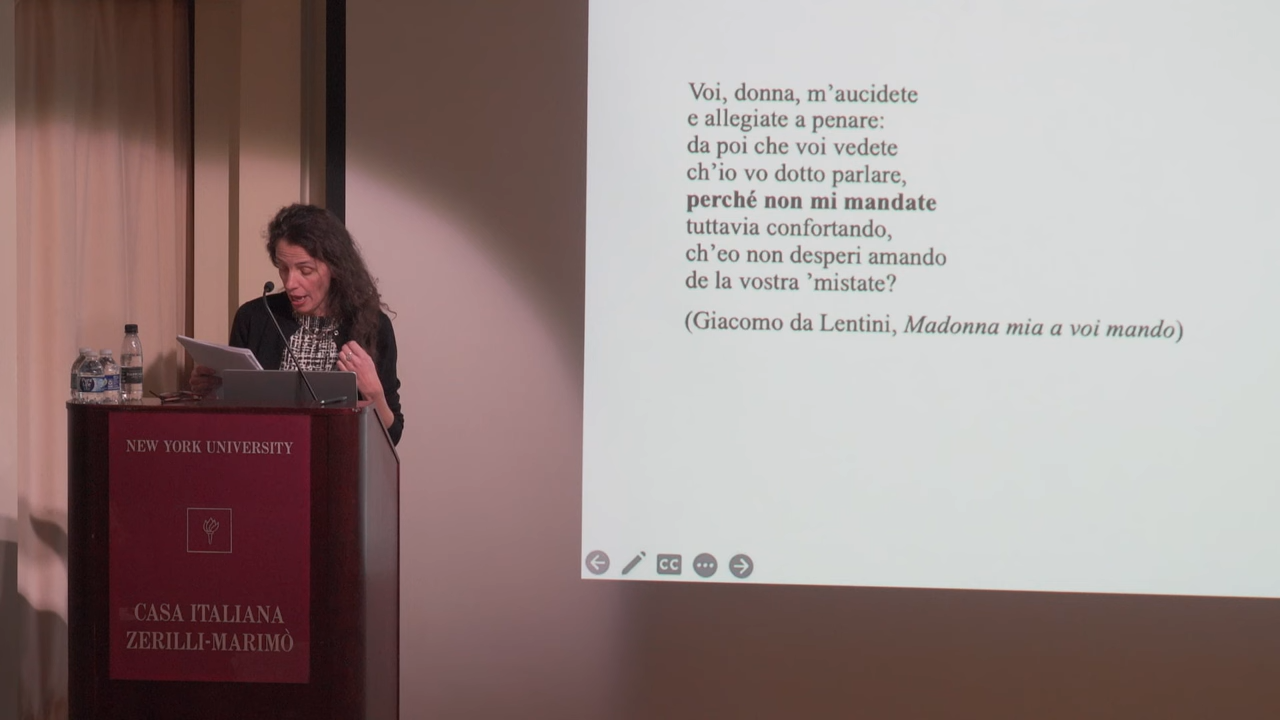 Voi, donna, m’aucidete
e allegiate a penare:
da poi che voi vedete
ch’io vo dotto parlare,
perché non mi mandate
tuttavia confortando,
ch’eo non desperi amando
de la vostra ’mistate?
(Giacomo da Lentini, Madonna mia a voi mando)
CC
NEW YORK UNIVERSITY
CASA ITALIANA
ZERILLI-MARIMÒ